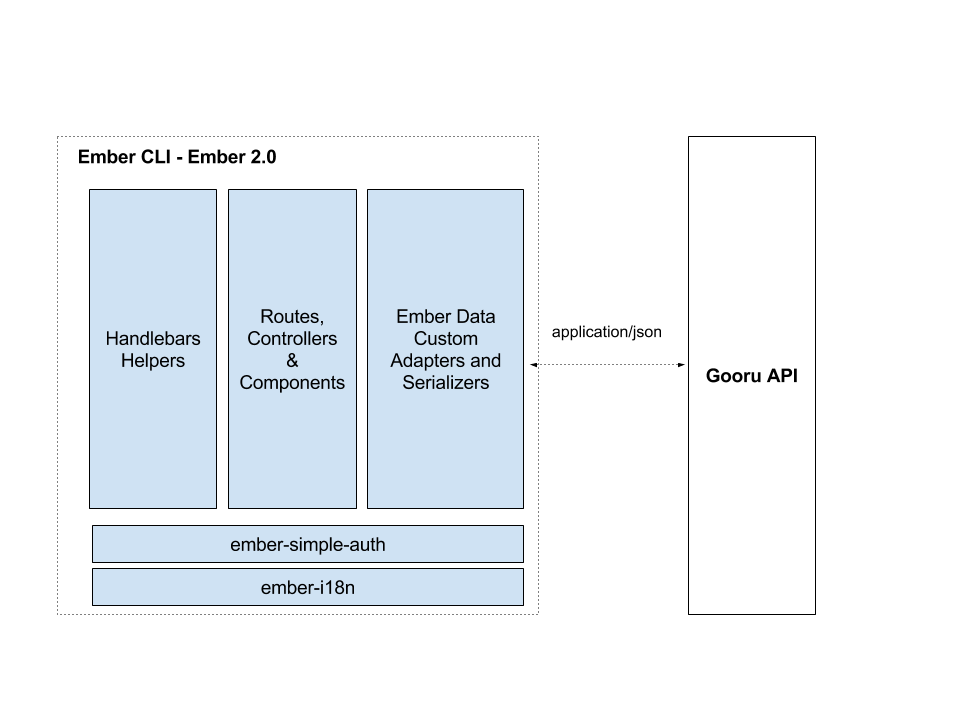 Ember CLI - Ember 2.0
Handlebars
Helpers
Routes,
Controllers
&
Components
Ember Data
Custom
Adapters and
Serializers
application/json
Gooru API
ember-simple-auth
ember-i18n